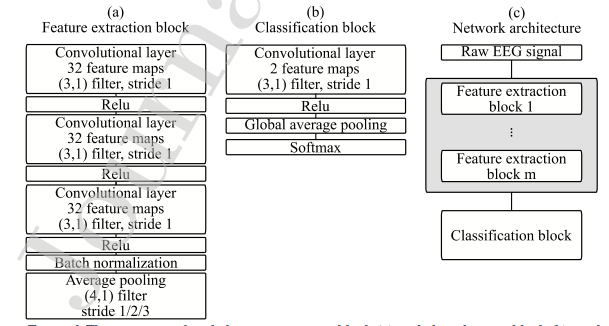 (a)
Feature extraction block
Convolutional layer
32 feature maps
(3,1) filter, stride 1
Relu
Convolutional layer
32 feature maps
(3,1) filter, stride 1
Relu
Convolutional layer
32 feature maps
(3,1) filter, stride 1
Relu
Batch normalization
Average pooling
(4,1) filter
stride 1/2/3
(b)
Classification block
Convolutional layer
2 feature maps
(3,1) filter, stride 1
Relu
Global average pooling
Softmax
(c)
Network architecture
Raw EEG signal
Feature extraction
block 1
⋮
Feature extraction
block m
Classification block
Journa